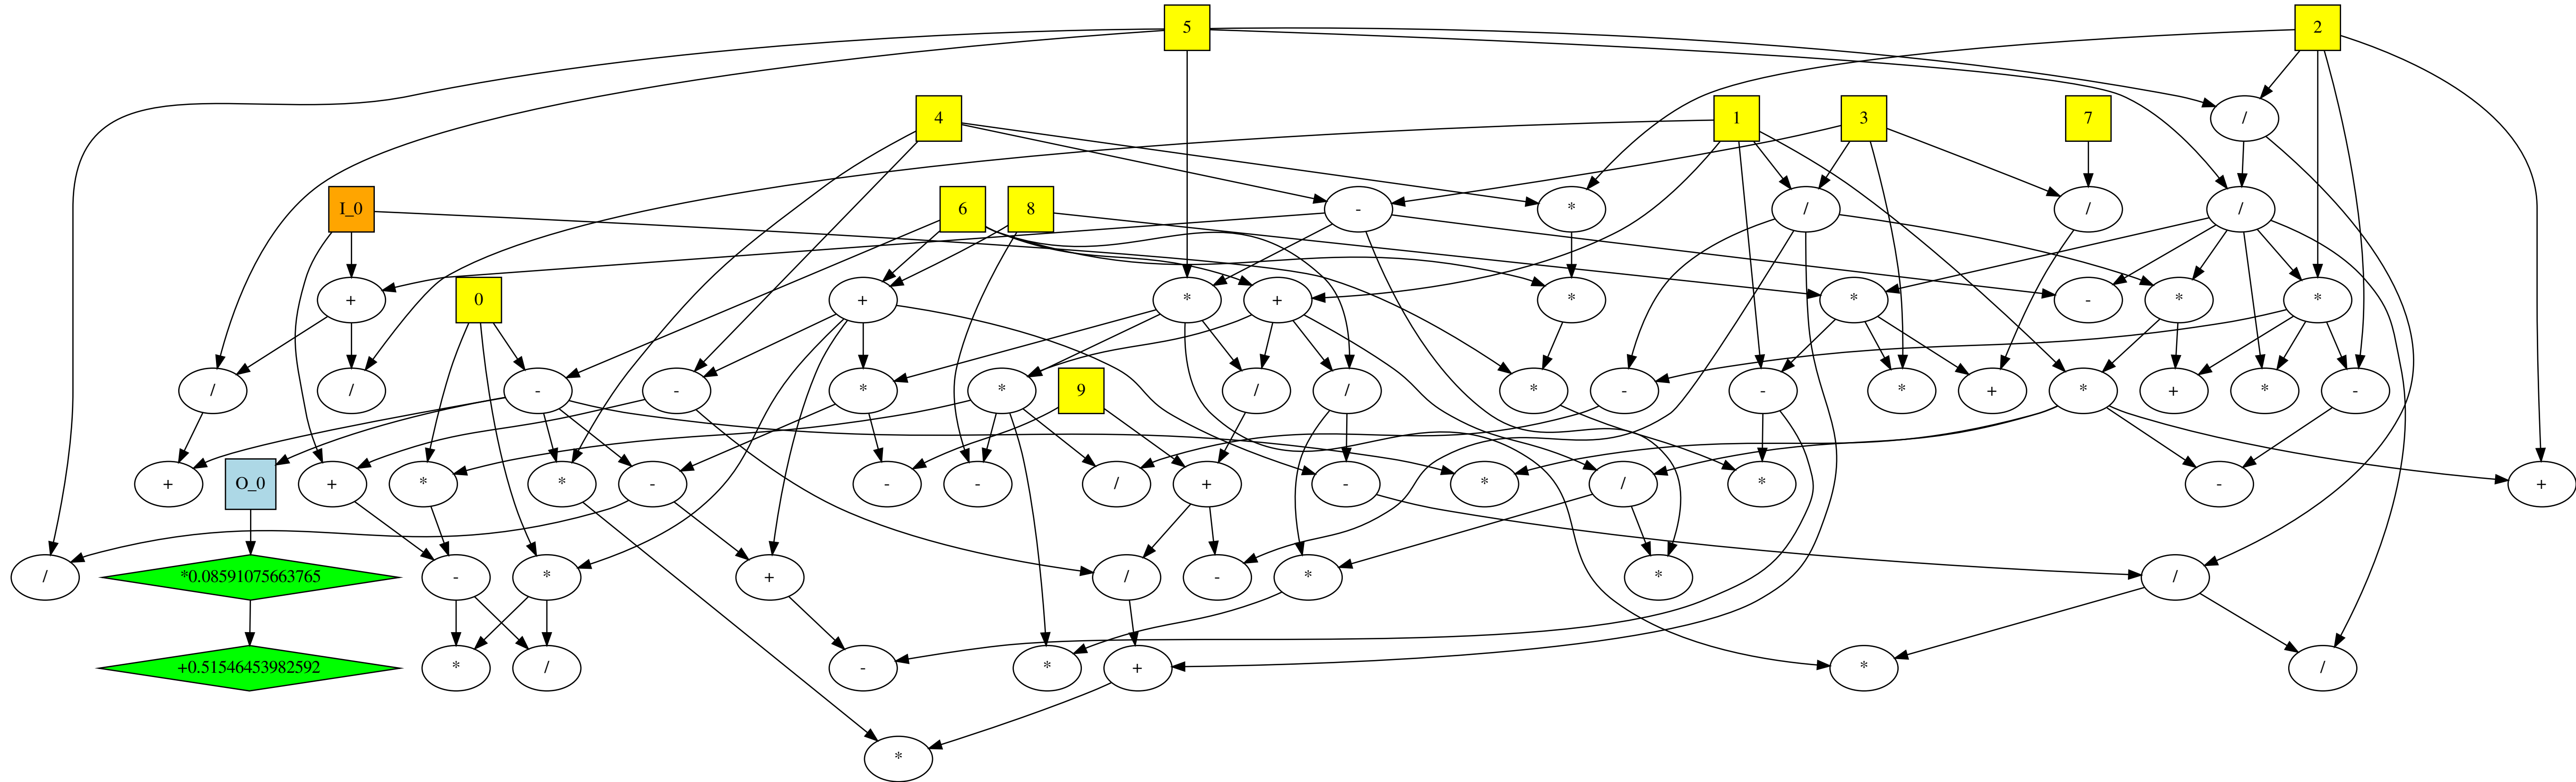 5 2
4 1 3 7 /
I_0 6 8 - * / / /
+ 0 + * + * * - * *
/ / - - * * 9 / / * - - * + * + * -
+ O_0 + * * - - - / + * - / * - +
/ *0.08591075663765 - * + / - * * /
+0.51546453982592 * / - * + * /
*